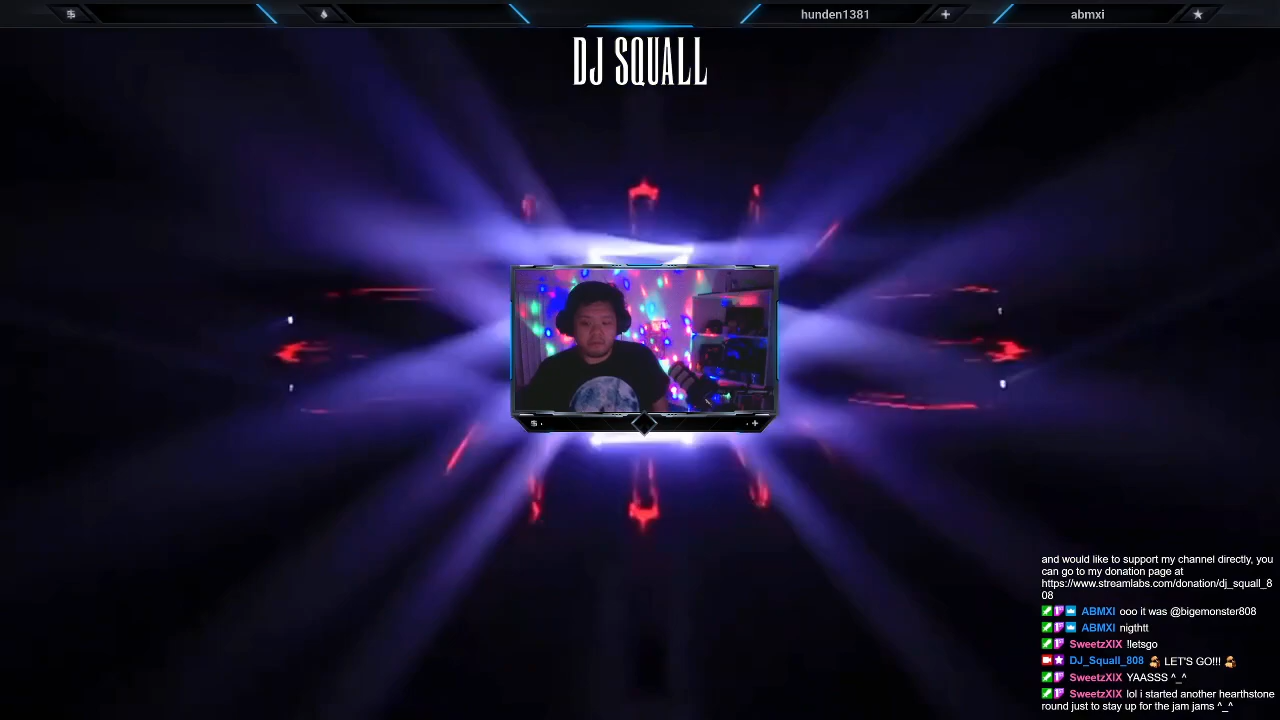 hunden1381
abmxi
DJ SQUALL
and would like to support my channel directly, you
can go to my donation page at
https://www.streamlabs.com/donation/dj_squall_8
08
ABMXI ooo it was @bigemonster808
ABMXI nigthtt
SweetzXIX !letsgo
DJ_Squall_808 LET'S GO!!!
SweetzXIX YAASSS ^_^
SweetzXIX lol i started another hearthstone
round just to stay up for the jam jams ^_^